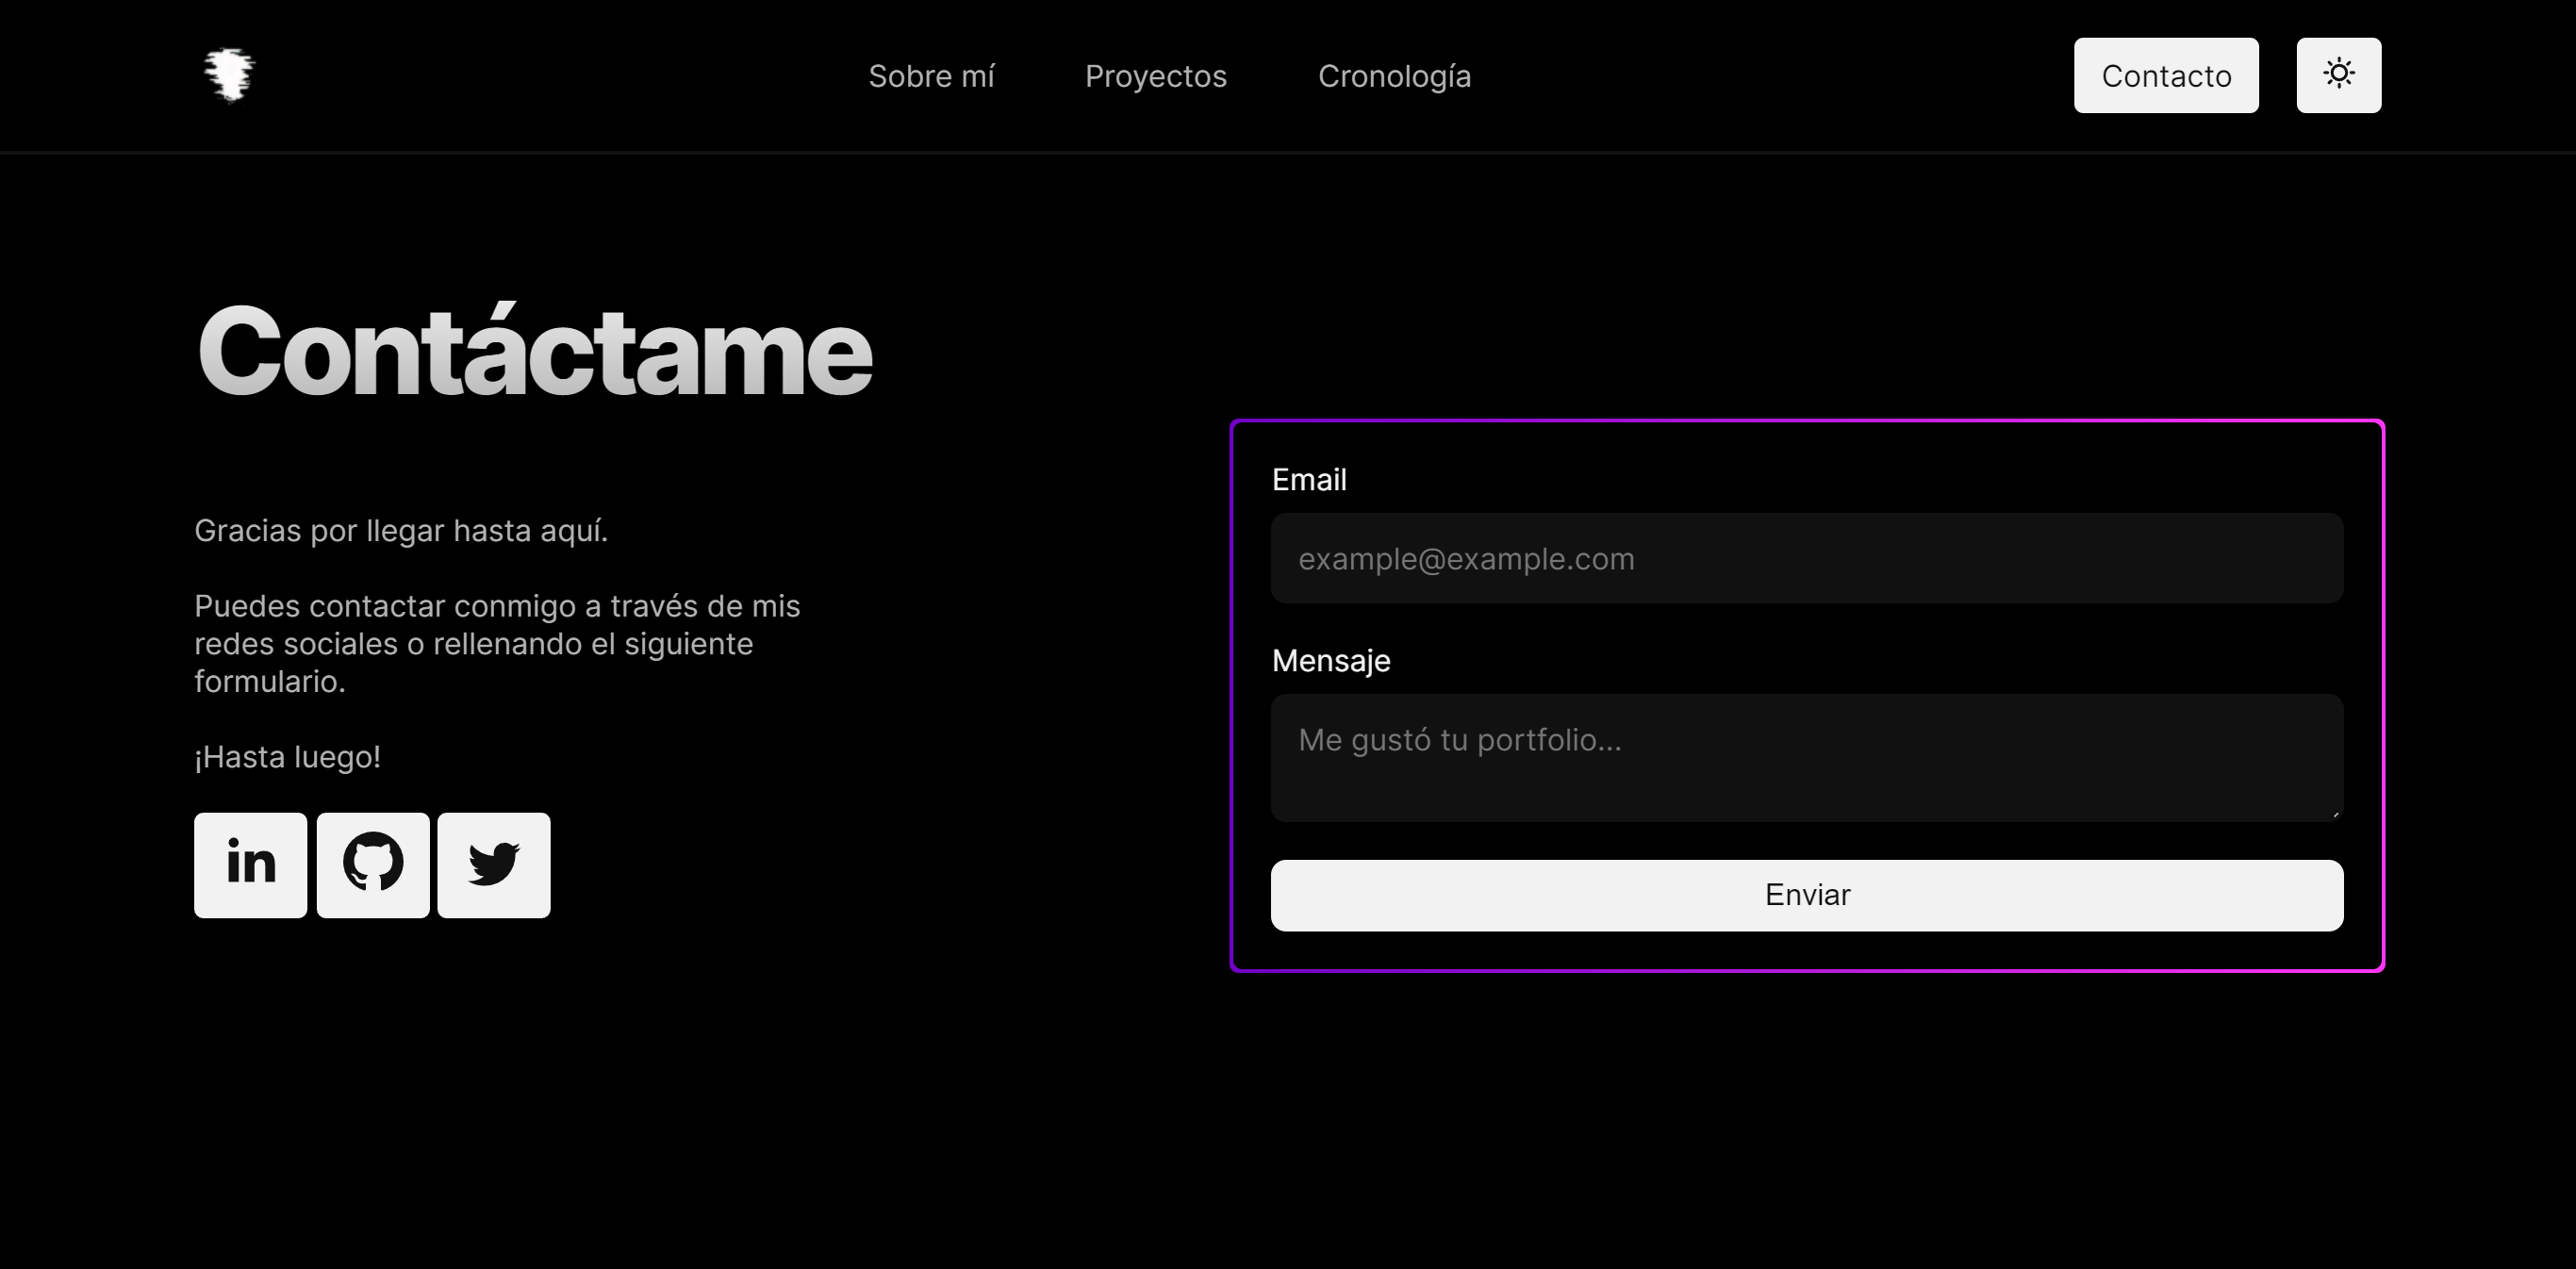 Sobre mí
Proyectos
Cronología
Contacto
Contáctame
Gracias por llegar hasta aquí.
Puedes contactar conmigo a través de mis
redes sociales o rellenando el siguiente
formulario.
¡Hasta luego!
in
Email
example@example.com
Mensaje
Me gustó tu portfolio...
Enviar